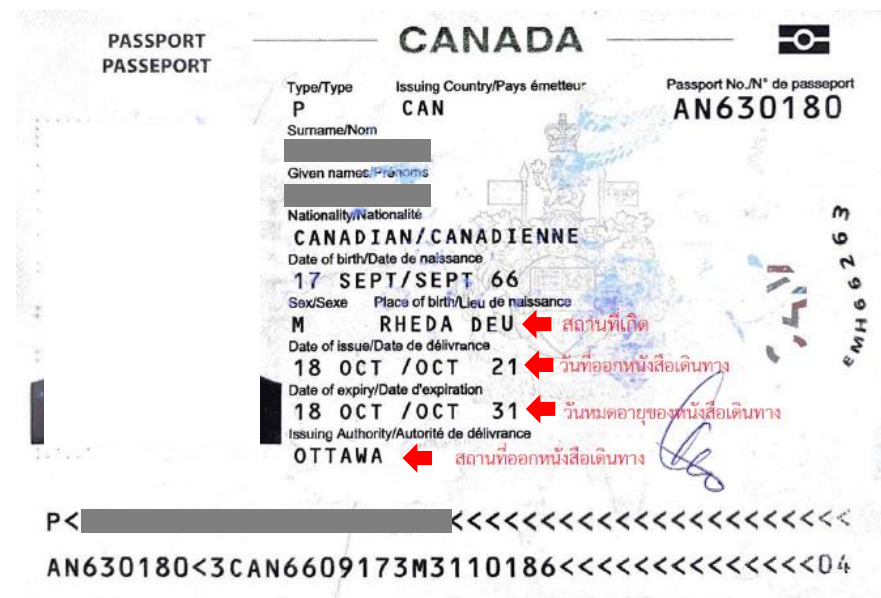 PASSPORT
PASSEPORT
CANADA
Type/Type
Issuing Country/Pays émetteur
Passport No./N° de passeport
P
CAN
AN630180
Surname/Nom
Given names/Prénoms
Nationality/Nationalité
CANADIAN/CANADIENNE
Date of birth/Date de naissance
17 SEPT/SEPT 66
Sex/Sexe
Place of birth/Lieu de naissance
M
RHEDA DEU
สถานที่เกิด
Date of issue/Date de délivrance
18 OCT /OCT 21
วันที่ออกหนังสือเดินทาง
Date of expiry/Date d'expiration
18 OCT /OCT 31
วันหมดอายุของหนังสือเดินทาง
Issuing Authority/Autorité de délivrance
OTTAWA
สถานที่ออกหนังสือเดินทาง
EMH66263
P<
<<<<<<<<<<<<<<<<<<<<<<<
AN630180<3CAN6609173M3110186<<<<<<<<<<<<<<04